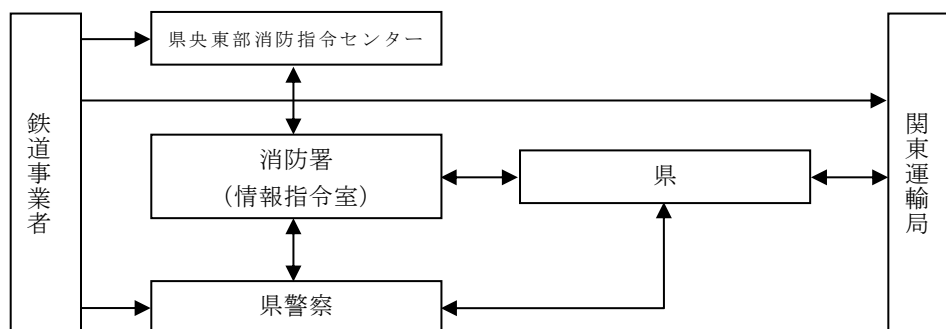 鉄道事業者
県央東部消防指令センター
消防署
(情報指令室)
県
県警察
関東運輸局